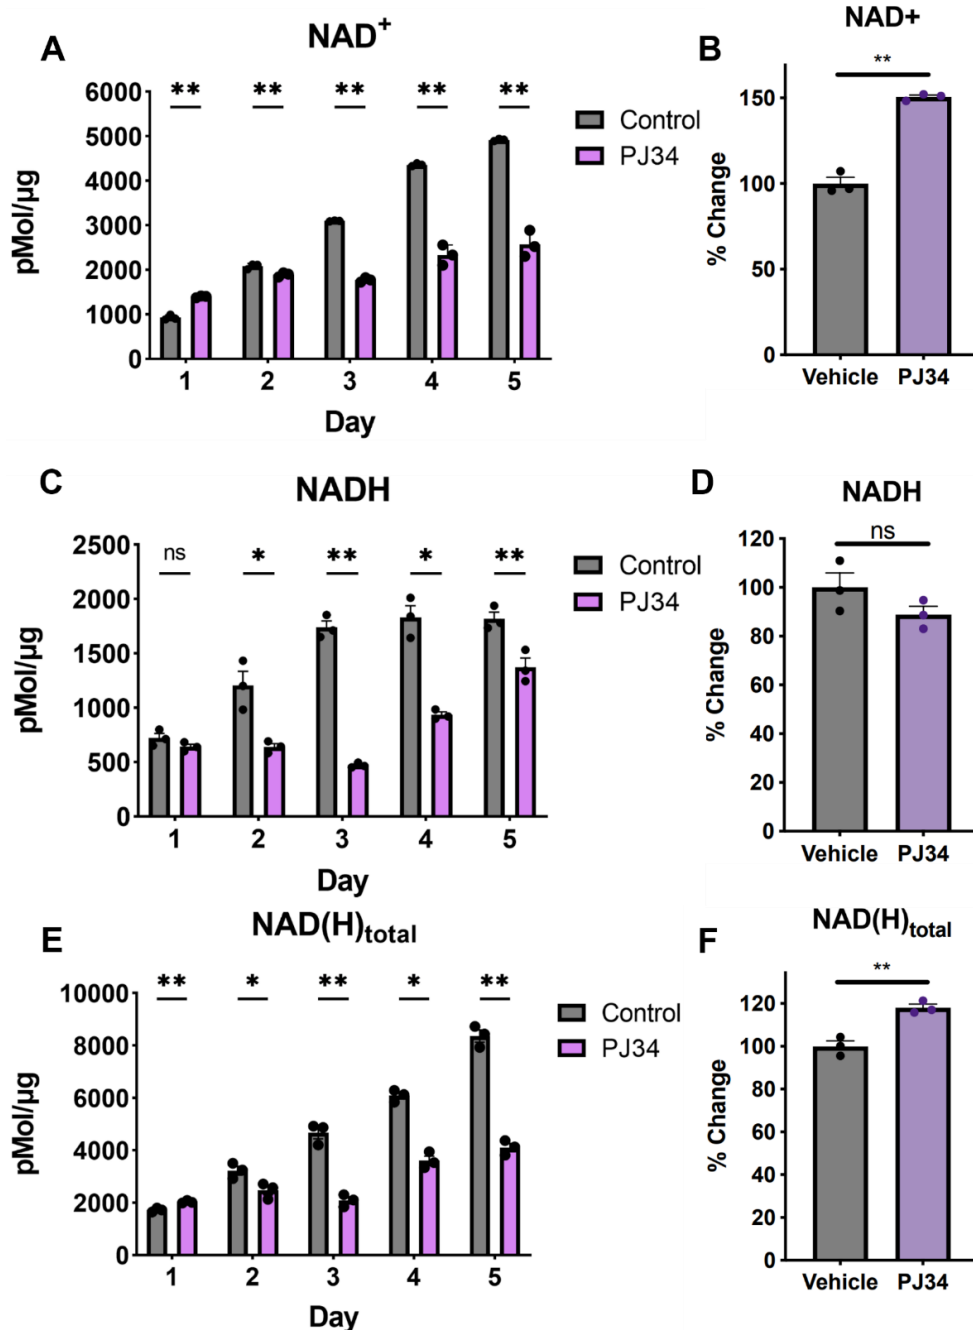 A
NAD+
** ** ** ** **
6000
5000
4000
3000
2000
1000
0
pMol/µg
1 2 3 4 5
Day
Control
PJ34
B
NAD+
**
150
100
50
0
% Change
Vehicle PJ34
C
NADH
ns * ** * **
2500
2000
1500
1000
500
0
pMol/µg
1 2 3 4 5
Day
Control
PJ34
D
NADH
ns
120
100
80
60
40
20
0
% Change
Vehicle PJ34
E
NAD(H)total
** * ** * **
10000
8000
6000
4000
2000
0
pMol/µg
1 2 3 4 5
Day
Control
PJ34
F
NAD(H)total
**
120
100
80
60
40
20
0
% Change
Vehicle PJ34